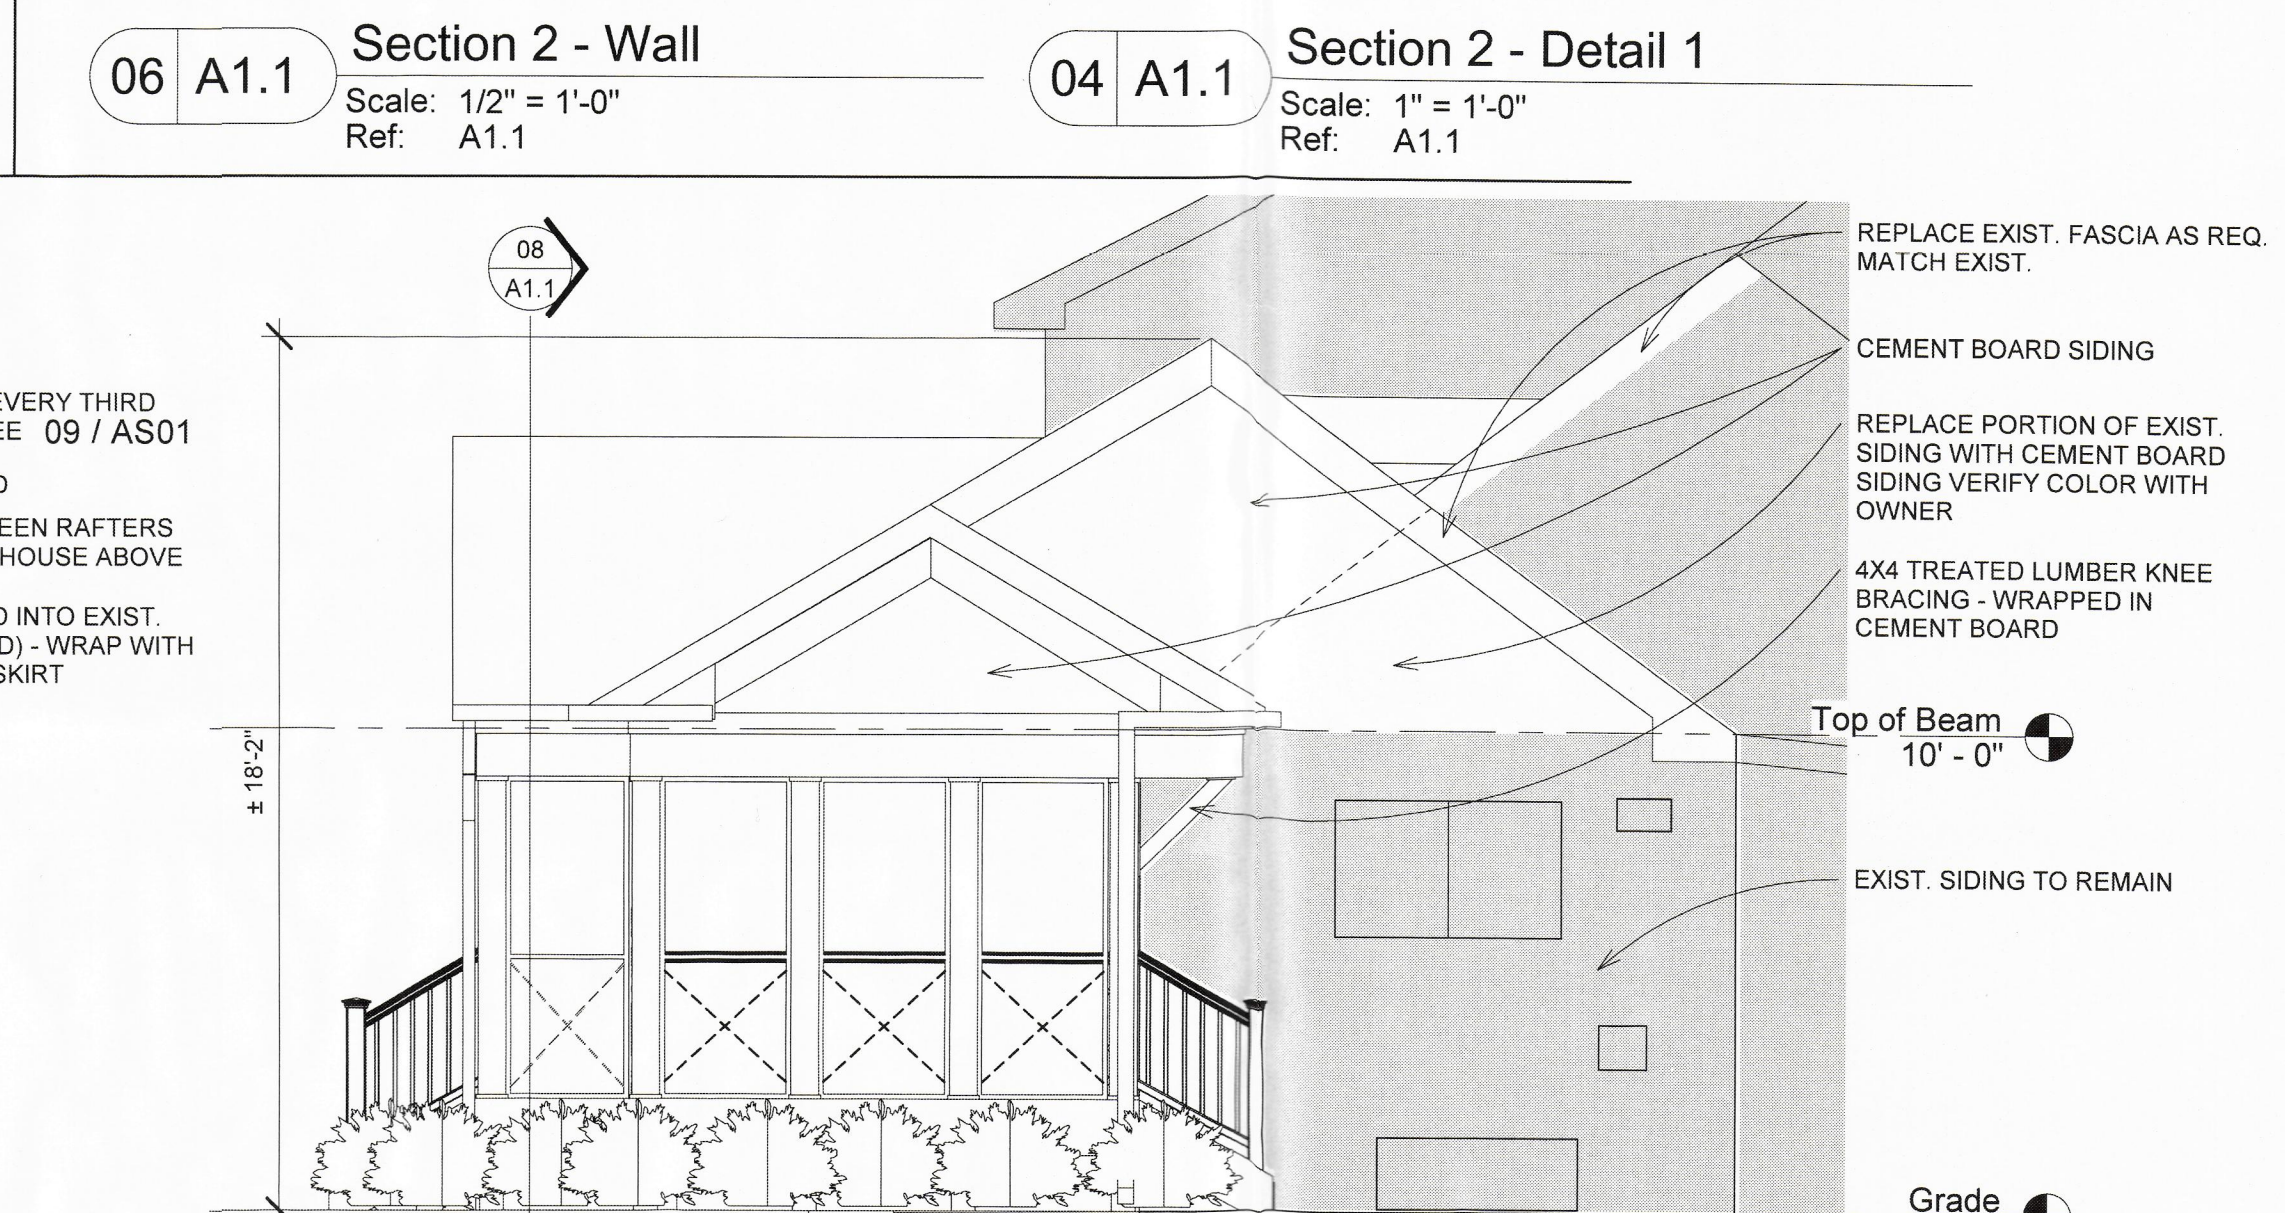 06 A1.1 Section 2 - Wall
Scale: 1/2" = 1'-0"
Ref: A1.1
04 A1.1 Section 2 - Detail 1
Scale: 1" = 1'-0"
Ref: A1.1
08
A1.1
EVERY THIRD
EE 09 / AS01
D
EEN RAFTERS
HOUSE ABOVE
D INTO EXIST.
D) - WRAP WITH
SKIRT
± 18'-2"
REPLACE EXIST. FASCIA AS REQ.
MATCH EXIST.
CEMENT BOARD SIDING
REPLACE PORTION OF EXIST.
SIDING WITH CEMENT BOARD
SIDING VERIFY COLOR WITH
OWNER
4X4 TREATED LUMBER KNEE
BRACING - WRAPPED IN
CEMENT BOARD
Top of Beam
10' - 0"
EXIST. SIDING TO REMAIN
Grade